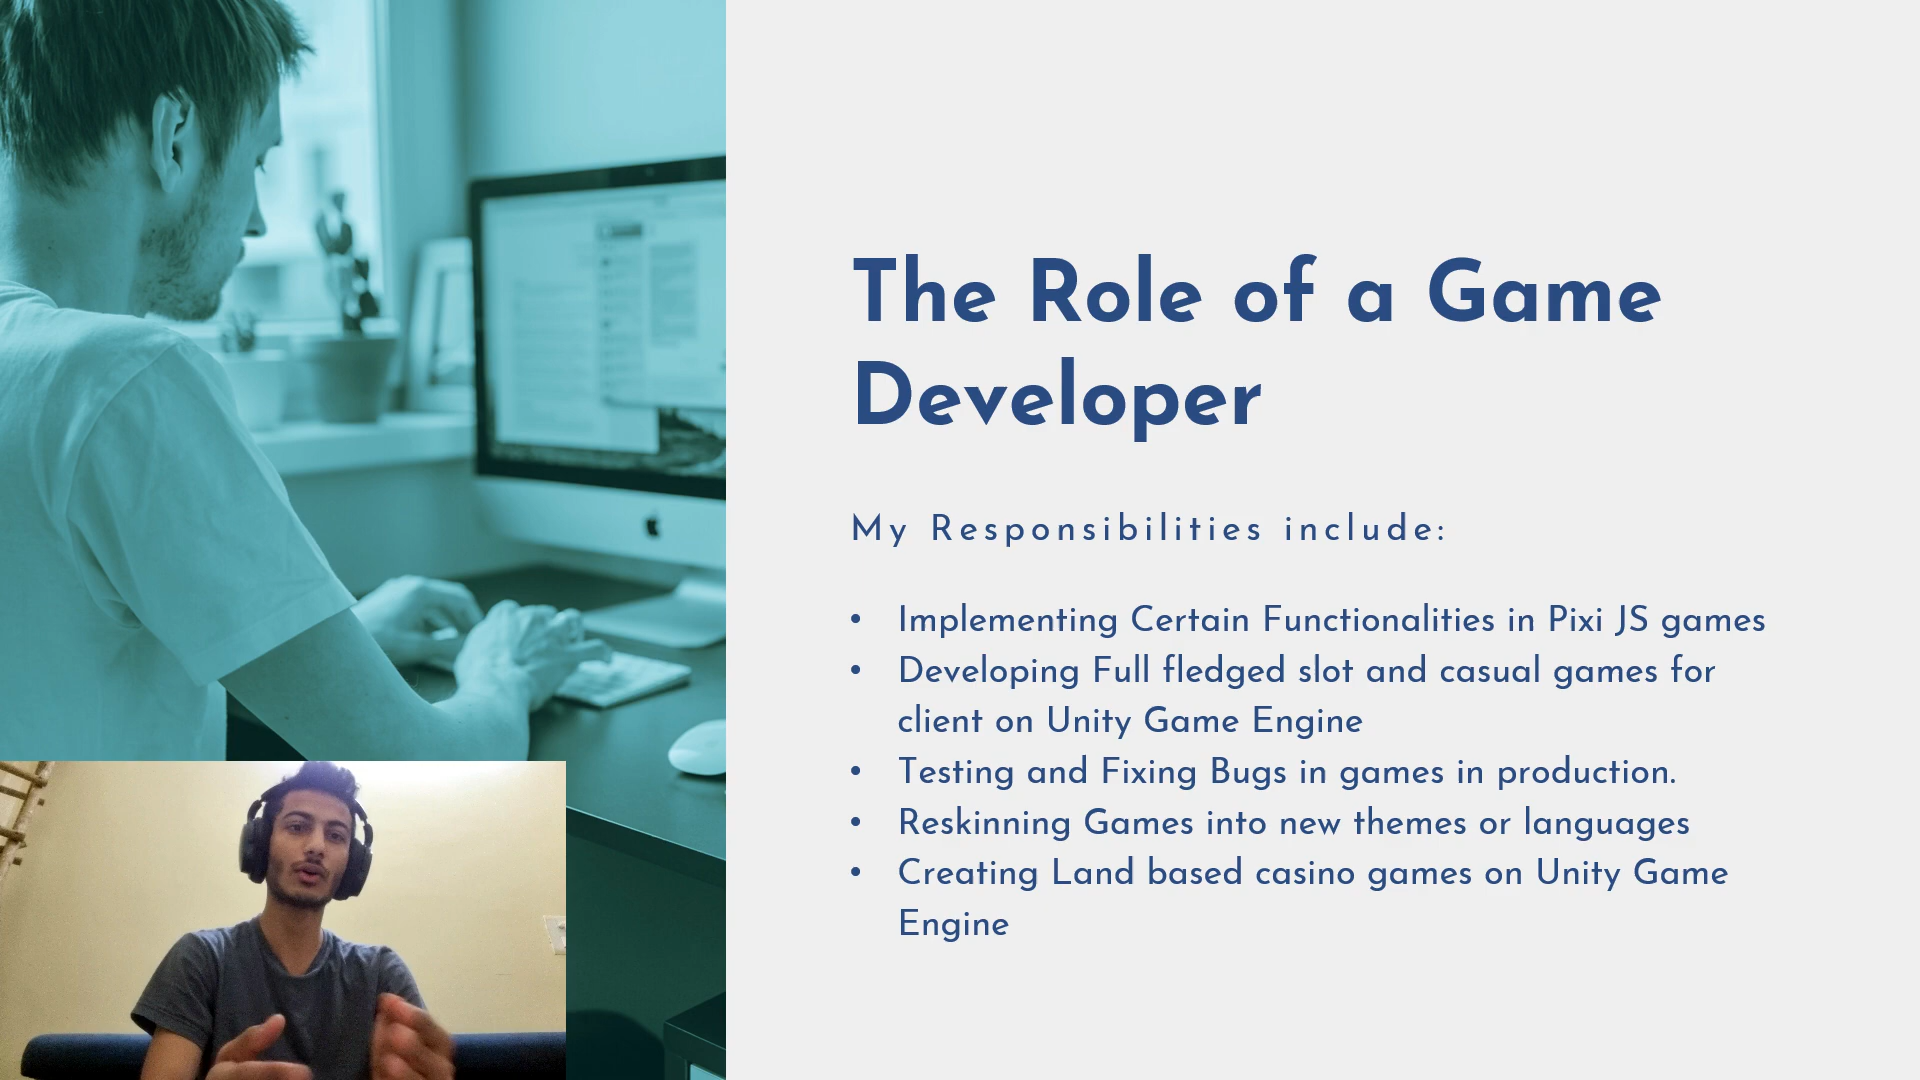 The Role of a Game
Developer
My Responsibilities include:
• Implementing Certain Functionalities in Pixi JS games
• Developing Full fledged slot and casual games for
client on Unity Game Engine
• Testing and Fixing Bugs in games in production.
• Reskinning Games into new themes or languages
• Creating Land based casino games on Unity Game
Engine